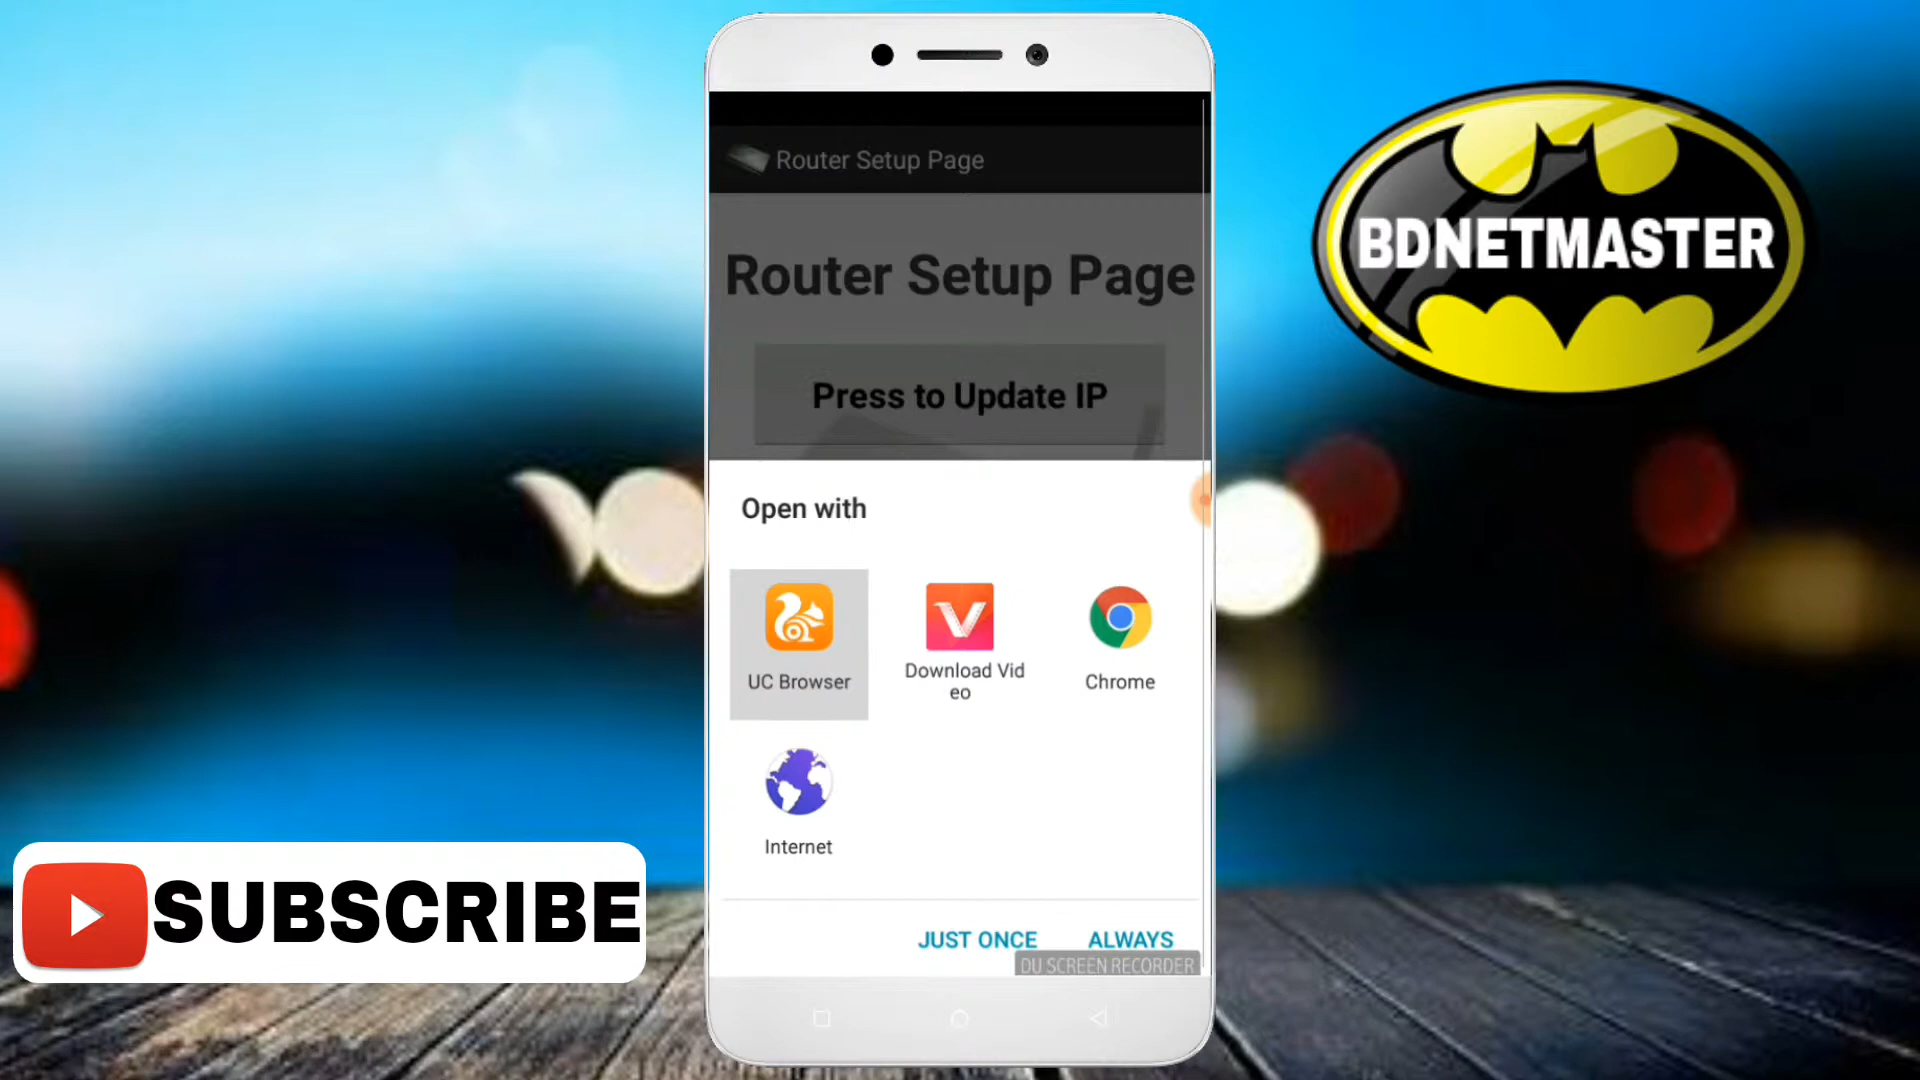 Router Setup Page
Router Setup Page
Press to Update IP
BDNETMASTER
Open with
UC Browser
Download Vid
eo
Chrome
Internet
SUBSCRIBE
JUST ONCE
ALWAYS
DU SCREEN RECORDER